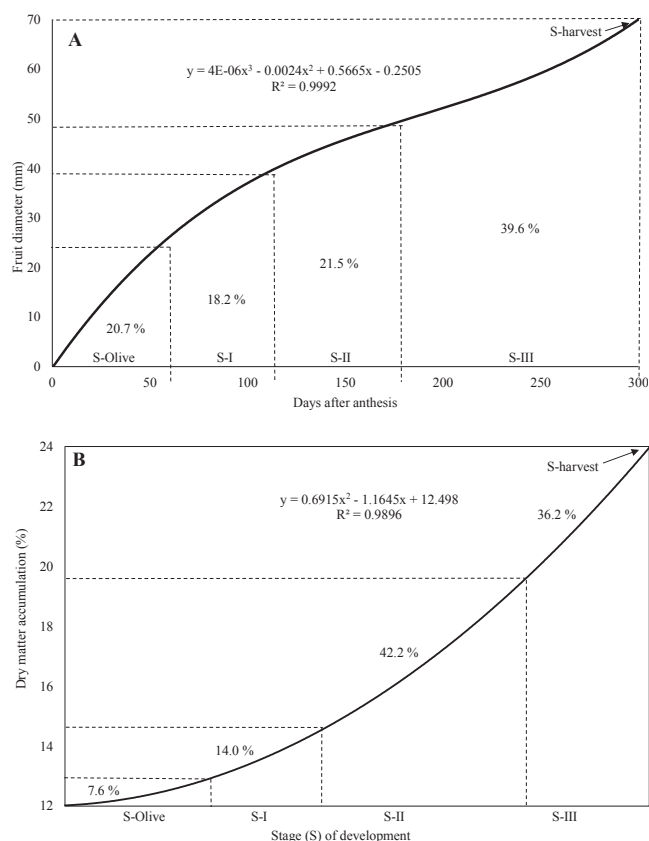 A
S-harvest
y = 4E-06x³ - 0.0024x² + 0.5665x - 0.2505
R² = 0.9992
70
60
50
40
30
20
10
0
Fruit diameter (mm)
20.7 %
18.2 %
21.5 %
39.6 %
S-Olive
S-I
S-II
S-III
0
50
100
150
200
250
300
Days after anthesis
B
S-harvest
y = 0.6915x² - 1.1645x + 12.498
R² = 0.9896
24
22
20
18
16
14
12
Dry matter accumulation (%)
36.2 %
42.2 %
14.0 %
7.6 %
S-Olive
S-I
S-II
S-III
Stage (S) of development